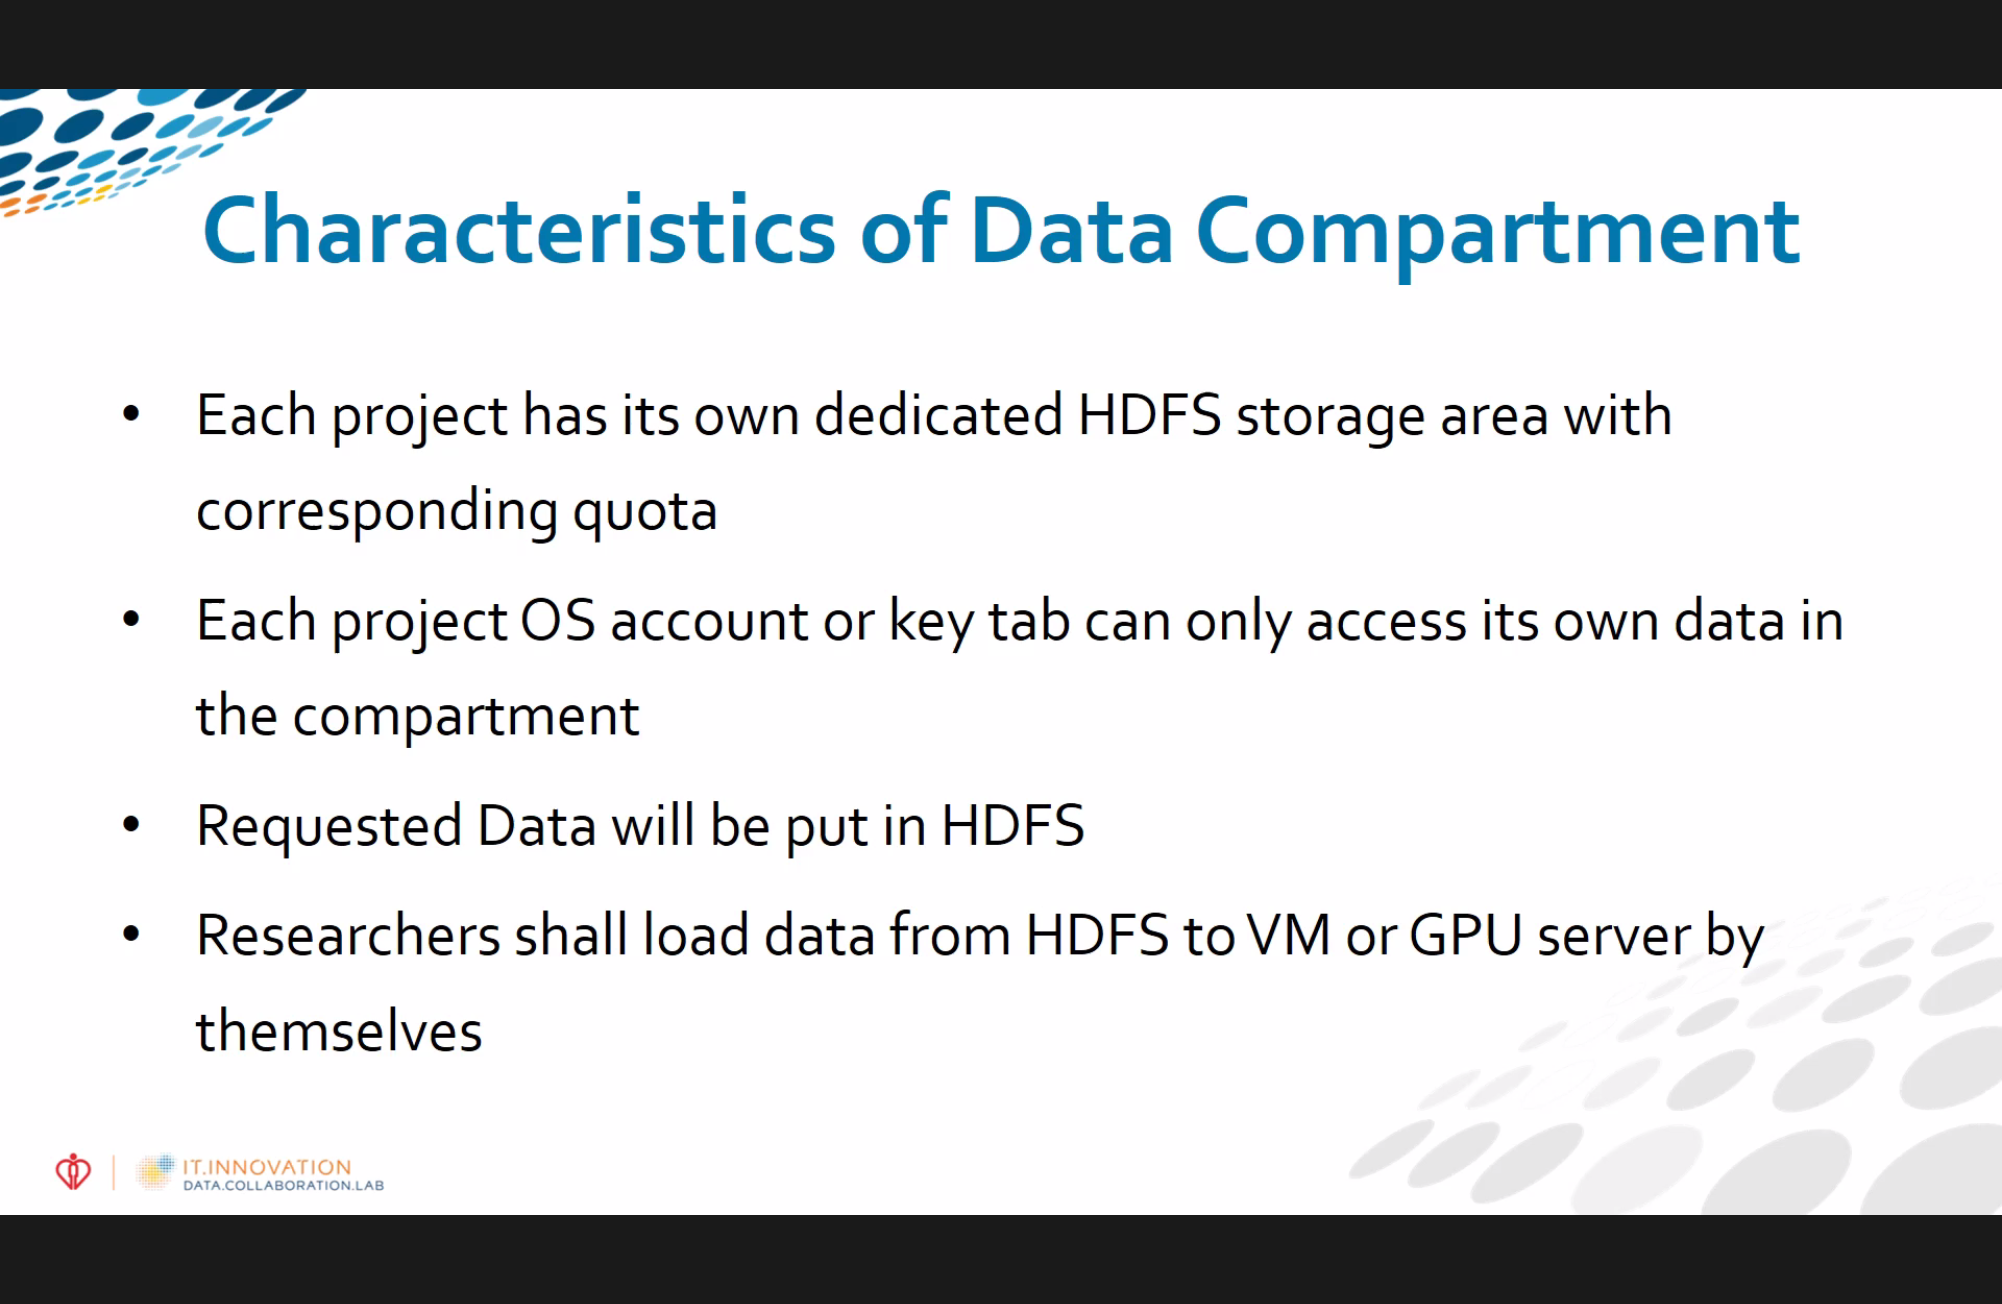 Characteristics of Data Compartment
• Each project has its own dedicated HDFS storage area with
corresponding quota
• Each project OS account or key tab can only access its own data in
the compartment
• Requested Data will be put in HDFS
• Researchers shall load data from HDFS to VM or GPU server by
themselves
IT.INNOVATION
DATA.COLLABORATION.LAB